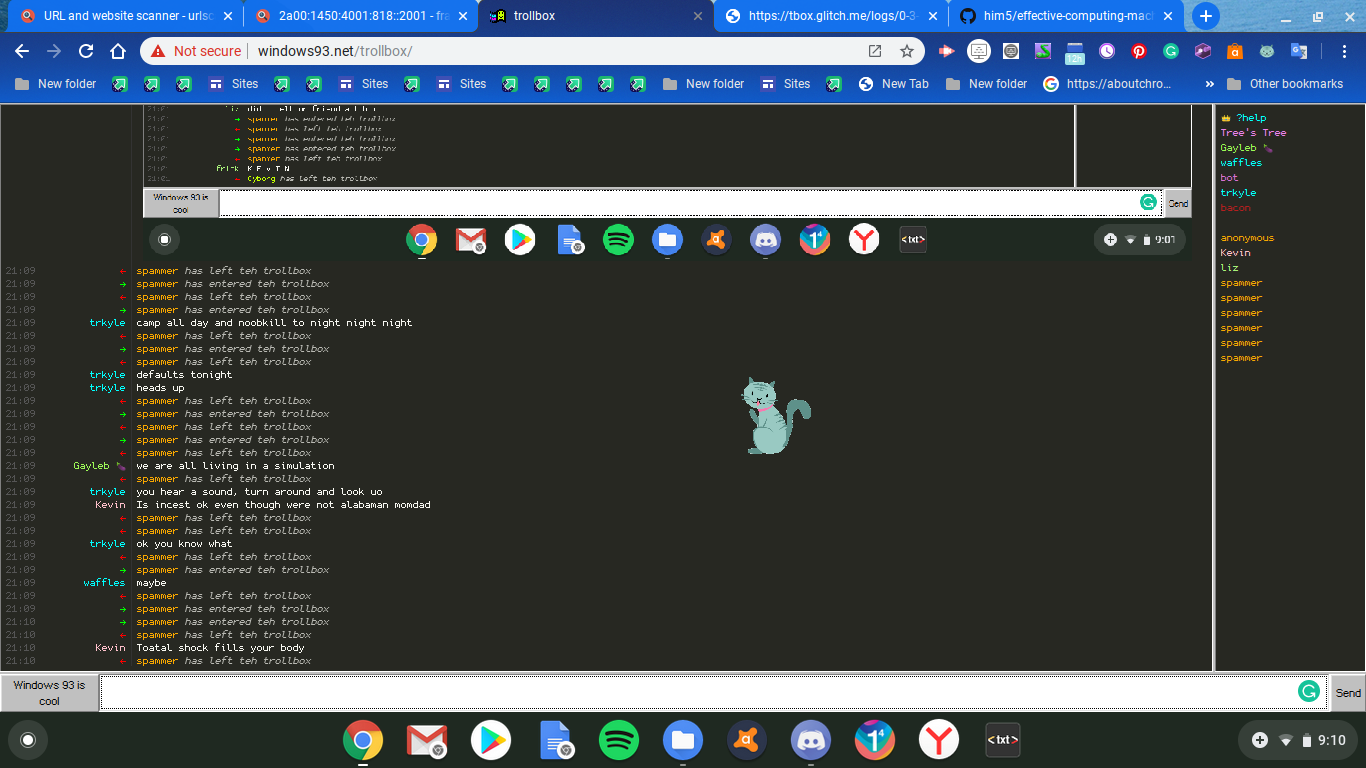 URL and website scanner - urlsc
2a00:1450:4001:818::2001 - fra
trollbox
https://tbox.glitch.me/logs/0-3-
him5/effective-computing-mac
Not secure windows93.net/trollbox/
12h
New folder Sites Sites Sites New folder Sites New Tab New folder https://aboutchro... » Other bookmarks
21:01 → spammer has entered teh trollbox
21:01 ← spammer has left teh trollbox
21:01 → spammer has entered teh trollbox
21:01 → spammer has entered teh trollbox
21:01 ← spammer has left teh trollbox
21:01 K E v I N
21:01 ← Cyborg has left teh trollbox
Windows 93 is
cool
Send
<txt>
9:01
21:09 ← spammer has left teh trollbox
21:09 → spammer has entered teh trollbox
21:09 ← spammer has left teh trollbox
21:09 → spammer has entered teh trollbox
21:09 trkyle camp all day and noobkill to night night night
21:09 ← spammer has left teh trollbox
21:09 → spammer has entered teh trollbox
21:09 ← spammer has left teh trollbox
21:09 trkyle defaults tonight
21:09 trkyle heads up
21:09 ← spammer has left teh trollbox
21:09 → spammer has entered teh trollbox
21:09 ← spammer has left teh trollbox
21:09 → spammer has entered teh trollbox
21:09 ← spammer has left teh trollbox
21:09 Gayleb 🍆 we are all living in a simulation
21:09 ← spammer has left teh trollbox
21:09 trkyle you hear a sound, turn around and look uo
21:09 Kevin Is incest ok even though were not alabaman momdad
21:09 ← spammer has left teh trollbox
21:09 ← spammer has left teh trollbox
21:09 trkyle ok you know what
21:09 ← spammer has left teh trollbox
21:09 → spammer has entered teh trollbox
21:09 waffles maybe
21:09 ← spammer has left teh trollbox
21:09 → spammer has entered teh trollbox
21:10 → spammer has entered teh trollbox
21:10 ← spammer has left teh trollbox
21:10 Kevin Toatal shock fills your body
21:10 ← spammer has left teh trollbox
?help
Tree's Tree
Gayleb 🍆
waffles
bot
trkyle
bacon
anonymous
Kevin
liz
spammer
spammer
spammer
spammer
spammer
spammer
Windows 93 is
cool
Send
<txt>
9:10